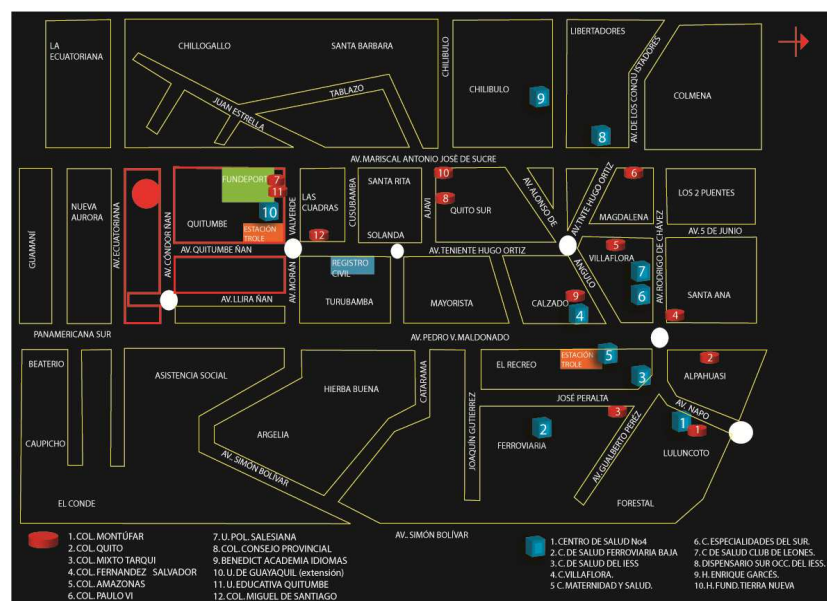 LIBERTADORES
LA
ECUATORIANA
CHILLOGALLO
SANTA BARBARA
CHILIBULO
CHILIBULO
AV.DE LOS CONQUISTADORES
COLMENA
JUAN ESTRELLA
TABLAZO
9
8
AV.MARISCAL ANTONIO JOSÉ DE SUCRE
GUAMANÍ
NUEVA
AURORA
AV.ECUATORIANA
AV.CÓNDOR ÑAN
FUNDEPORT
7
11
10
QUITUMBE
ESTACIÓN
TROLE
AV.MORÁN
VALVERDE
LAS
CUADRAS
12
CUSUBAMBA
SANTA RITA
SOLANDA
AJAVI
10
8
QUITO SUR
AV.ALONSO DE
ANGULO
AV.TNTE HUGO ORTIZ
6
MAGDALENA
LOS 2 PUENTES
AV.5 DE JUNIO
AV.QUITUMBE ÑAN
AV.TENIENTE HUGO ORTIZ
REGISTRO
CIVIL
5
VILLAFLORA
7
6
AV.RODRIGO DE CHÁVEZ
SANTA ANA
4
AV.LLIRA ÑAN
TURUBAMBA
MAYORISTA
CALZADO
9
4
PANAMERICANA SUR
AV.PEDRO V.MALDONADO
BEATERIO
ASISTENCIA SOCIAL
HIERBA BUENA
CATARAMA
EL RECREO
ESTACIÓN
TROLE
5
3
2
ALPAHUASI
JOSÉ PERALTA
AV. NAPO
CAUPICHO
ARGELIA
AV.. SIMÓN BOLÍVAR
JOAQUÍN GUTIERREZ
2
FERROVIARIA
3
AV.GUALBERTO PERÉZ
1
1
LULUNCOTO
EL CONDE
FORESTAL
AV.. SIMÓN BOLÍVAR
1. COL. MONTÚFAR
2. COL. QUITO
3. COL. MIXTO TARQUI
4 COL. FERNANDEZ SALVADOR
5. COL. AMAZONAS
6 COL. PAULO VI
7. U. POL. SALESIANA
8. COL. CONSEJO PROVINCIAL
9. BENEDICT ACADEMIA IDIOMAS
10. U. DE GUAYAQUIL (extensión)
11. U. EDUCATIVA QUITUMBE
12. COL. MIGUEL DE SANTIAGO
1. CENTRO DE SALUD No4
2. C. DE SALUD FERROVIARIA BAJA
3. C. DE SALUD DEL IESS
4 C.VILLAFLORA.
5 C. MATERNIDAD Y SALUD.
6. C.ESPECIALIDADES DEL SUR.
7. C DE SALUD CLUB DE LEONES.
8. DISPENSARIO SUR OCC. DEL IESS.
9. H. ENRIQUE GARCÉS.
10. H. FUND.TIERRA NUEVA